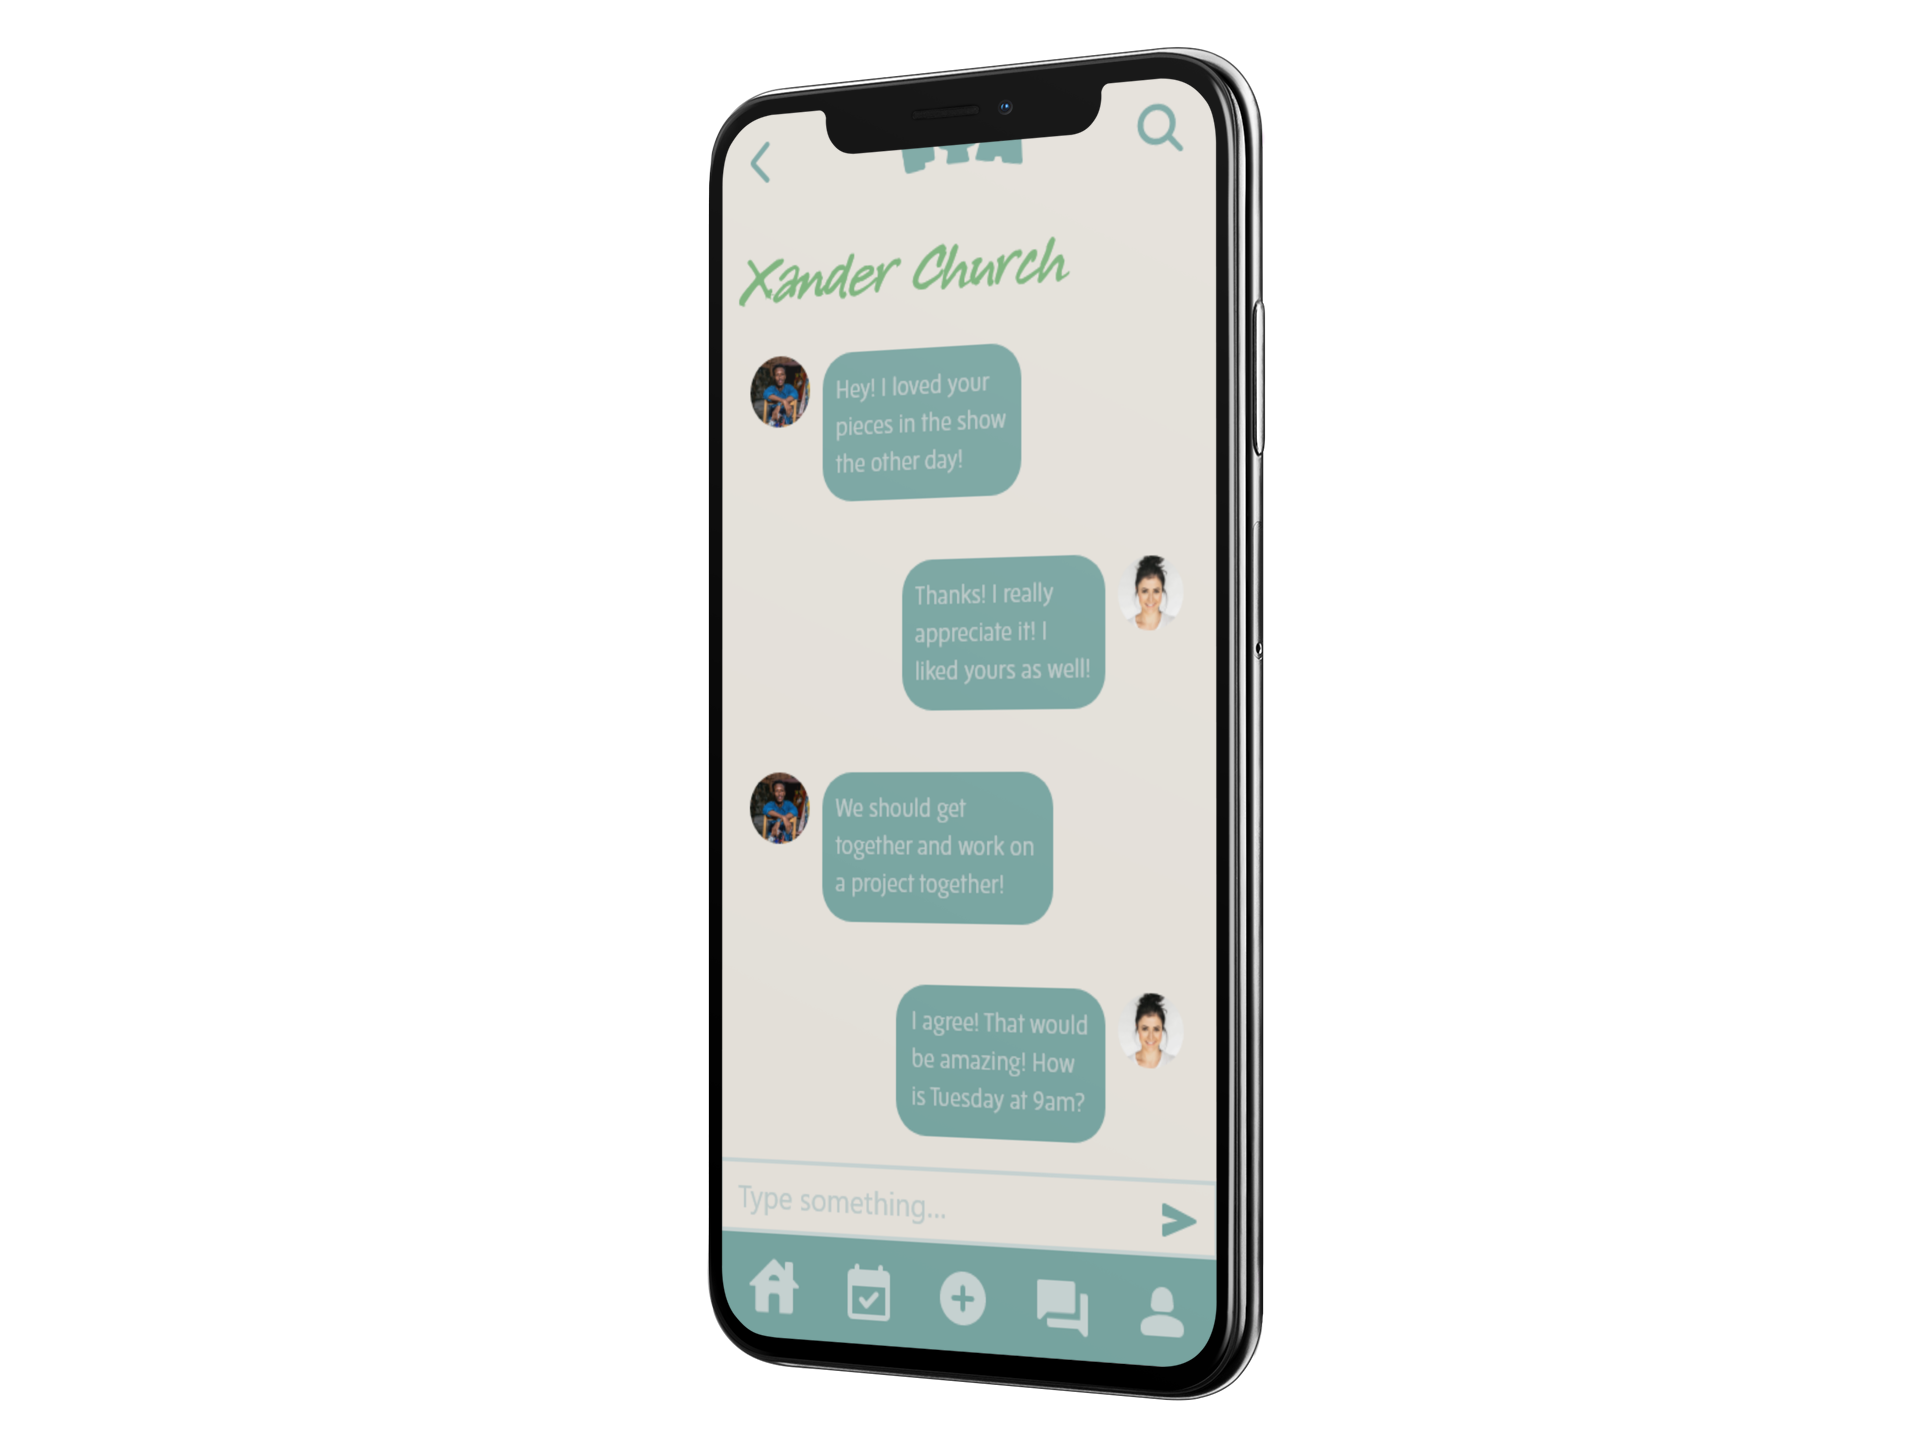 Xander Church
Hey! I loved your
pieces in the show
the other day!
Thanks! I really
appreciate it! I
liked yours as well!
We should get
together and work on
a project together!
I agree! That would
be amazing! How
is Tuesday at 9am?
Type something...